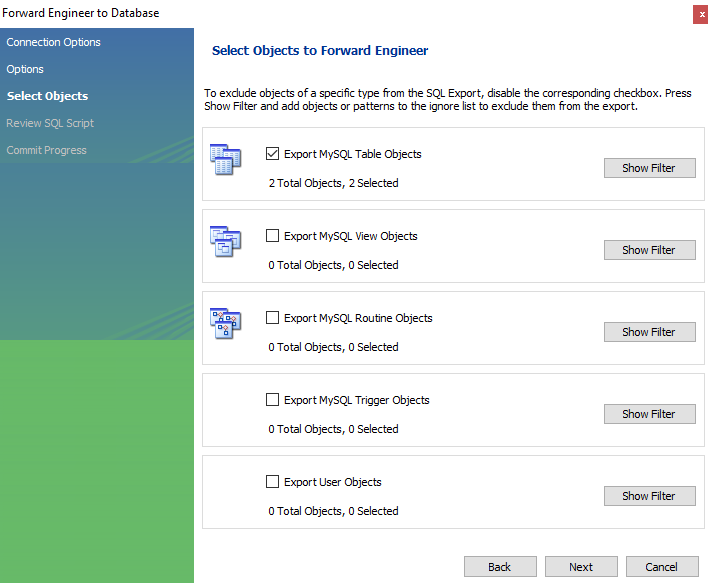 Forward Engineer to Database
x
Connection Options
Options
Select Objects
Review SQL Script
Commit Progress
Select Objects to Forward Engineer
To exclude objects of a specific type from the SQL Export, disable the corresponding checkbox. Press
Show Filter and add objects or patterns to the ignore list to exclude them from the export.
Export MySQL Table Objects
2 Total Objects, 2 Selected
Show Filter
Export MySQL View Objects
0 Total Objects, 0 Selected
Show Filter
Export MySQL Routine Objects
0 Total Objects, 0 Selected
Show Filter
Export MySQL Trigger Objects
0 Total Objects, 0 Selected
Show Filter
Export User Objects
0 Total Objects, 0 Selected
Show Filter
Back Next Cancel